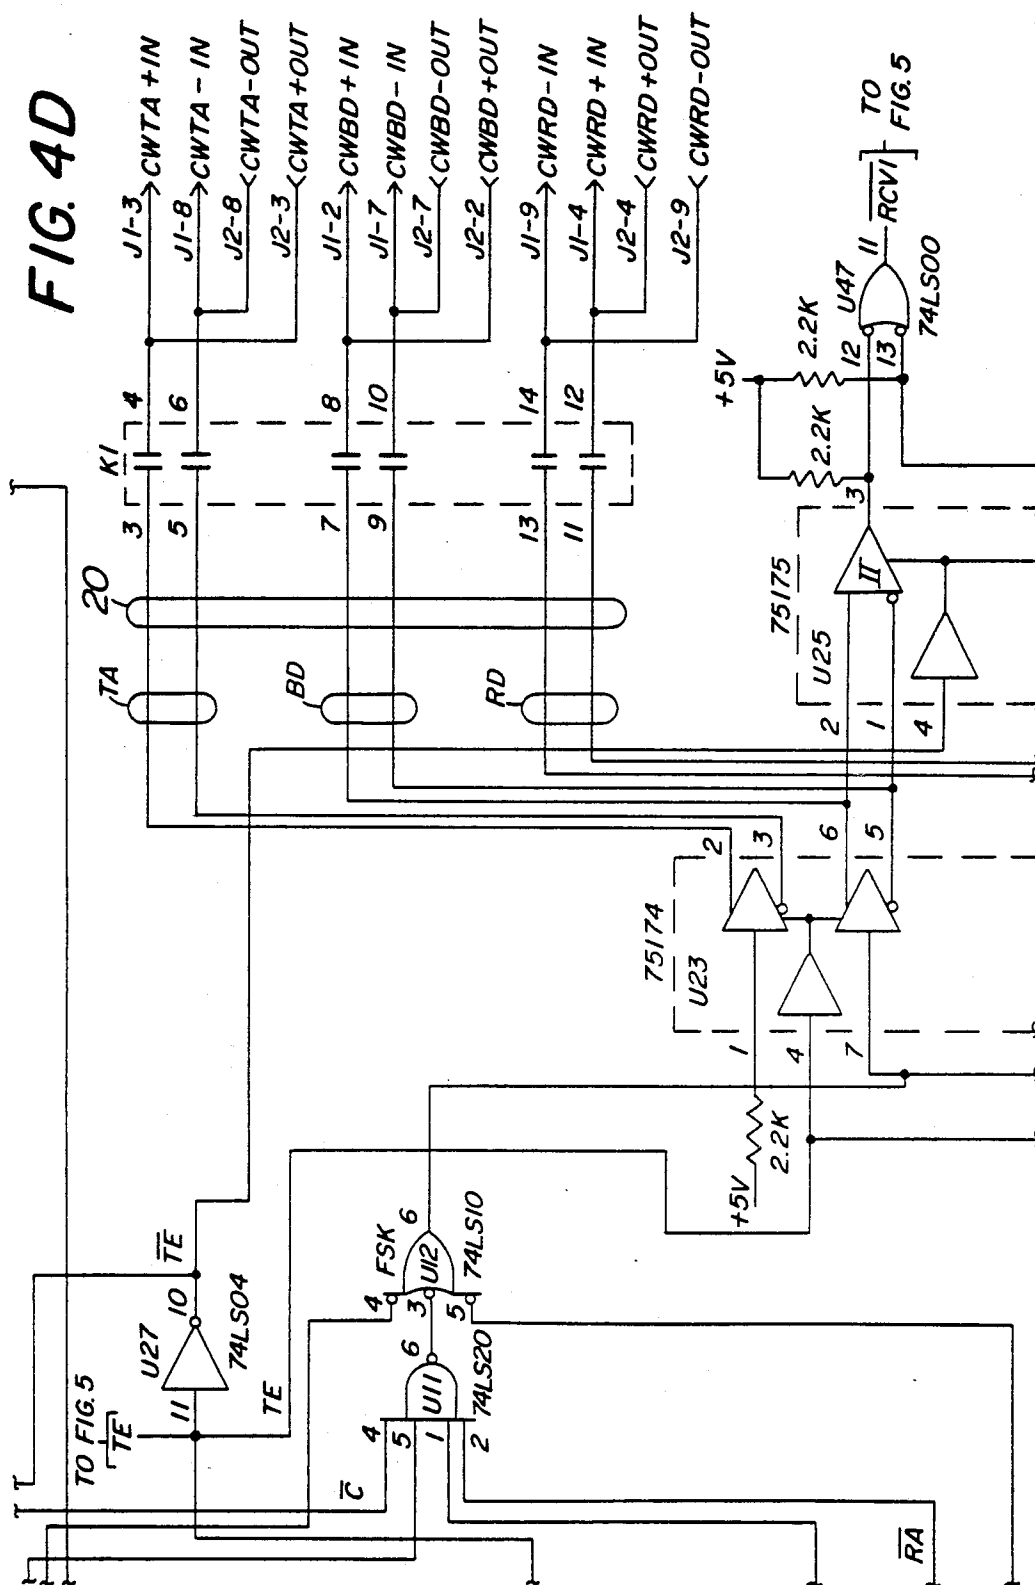 FIG. 4D
J1-3
CWTA+IN
J1-8
CWTA-IN
J2-8
CWTA-OUT
J2-3
CWTA+OUT
J1-2
CWBD+IN
J1-7
CWBD-IN
J2-7
CWBD-OUT
J2-2
CWBD+OUT
J1-9
CWRD-IN
J1-4
CWRD+IN
J2-4
CWRD+OUT
J2-9
CWRD-OUT
K1
3
4
5
6
7
8
9
10
13
14
11
12
20
TA
BD
RD
+5V
2.2K
2.2K
12
13
U47
11
74LS00
RCVI
TO
FIG. 5
75175
U25
II
3
2
1
4
75174
U23
2
3
6
5
1
4
7
+5V
2.2K
TE
10
U27
74LS04
11
TO FIG. 5
TE
TE
FSK
4
3
5
U12
6
74LS10
6
U11
74LS20
4
5
1
2
C
RA